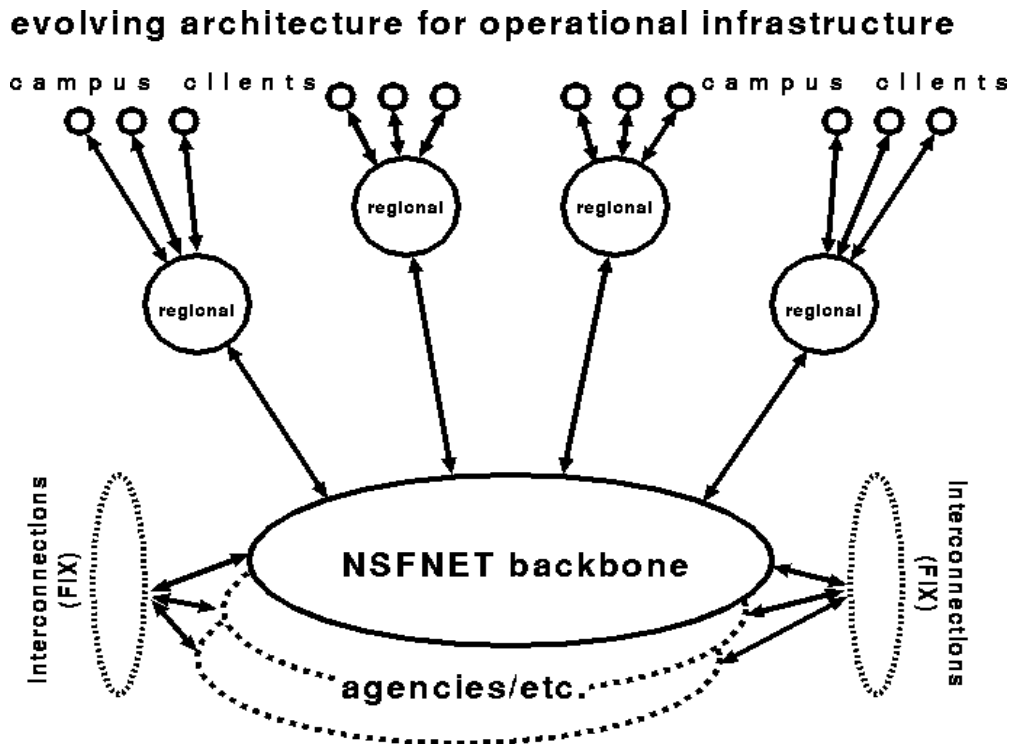 evolving architecture for operational infrastructure
campus clients
campus clients
regional
regional
regional
regional
Interconnections
(FIX)
NSFNET backbone
Interconnections
(FIX)
agencies/etc.